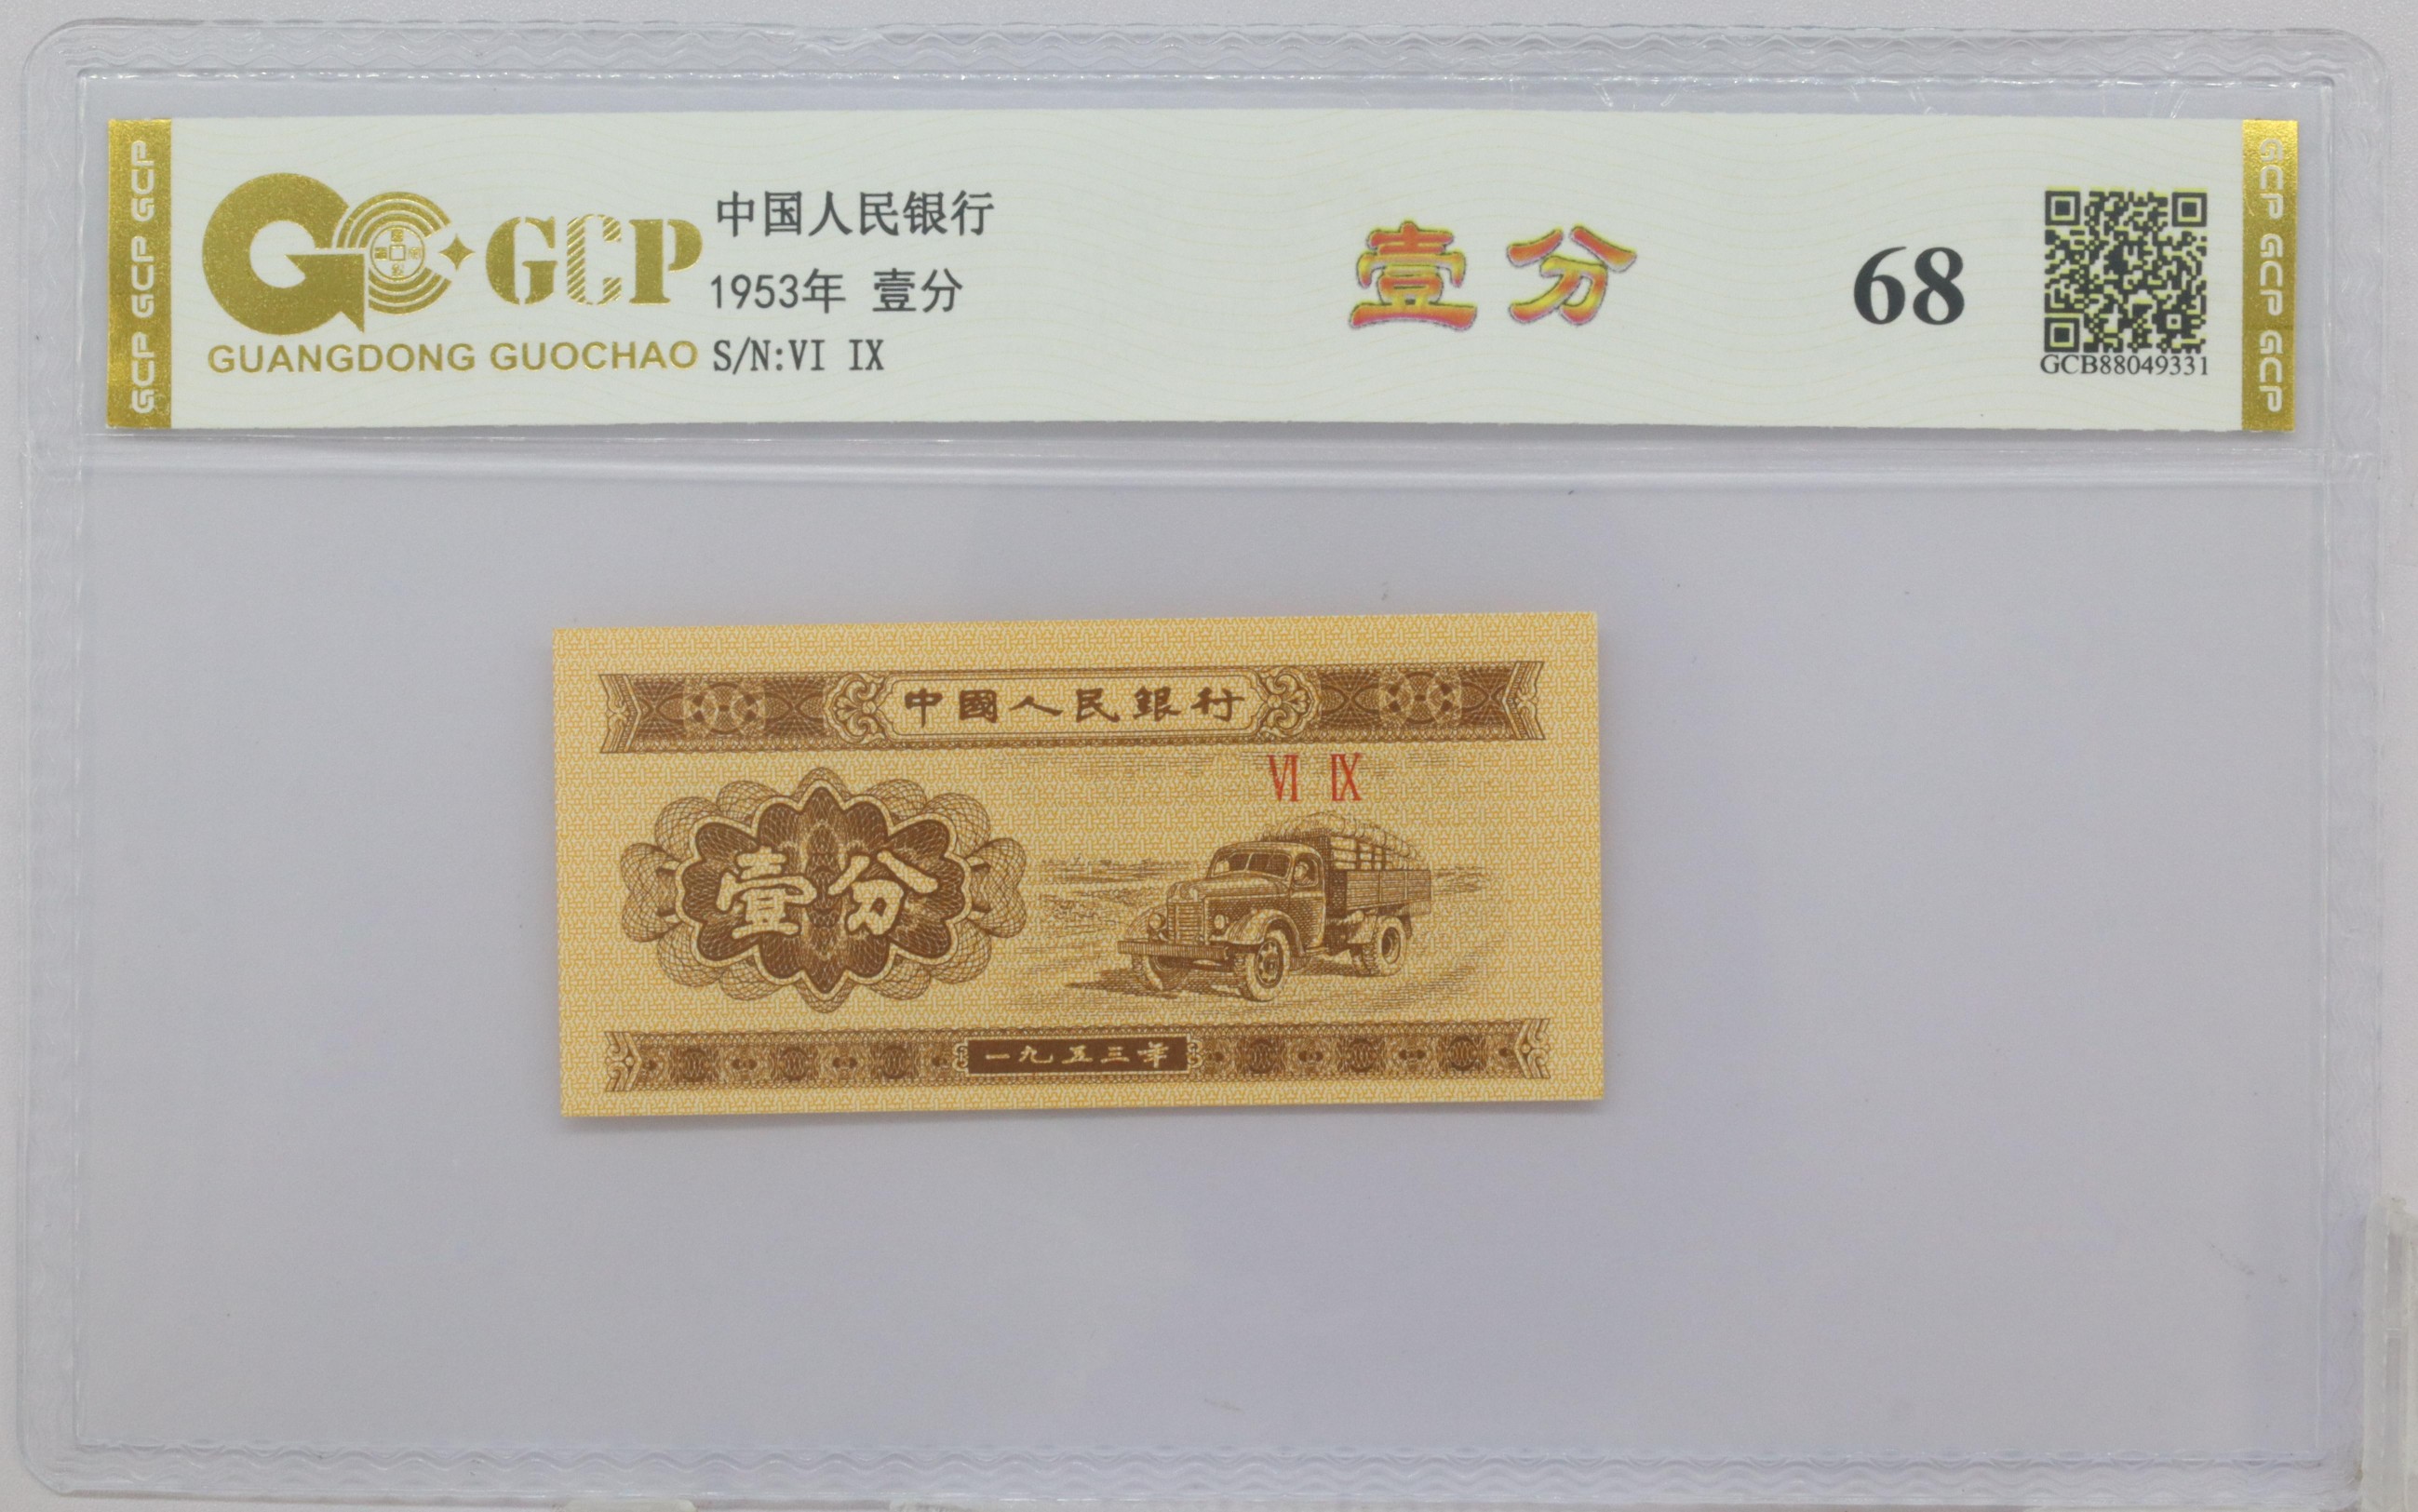 GCP GCP GCP
GCP
GUANGDONG GUOCHAO
中国人民银行
1953年 壹分
S/N:VI IX
壹分
68
GCB88049331
GCP GCP GCP
中國人民銀行
VI IX
壹分
一九五三年